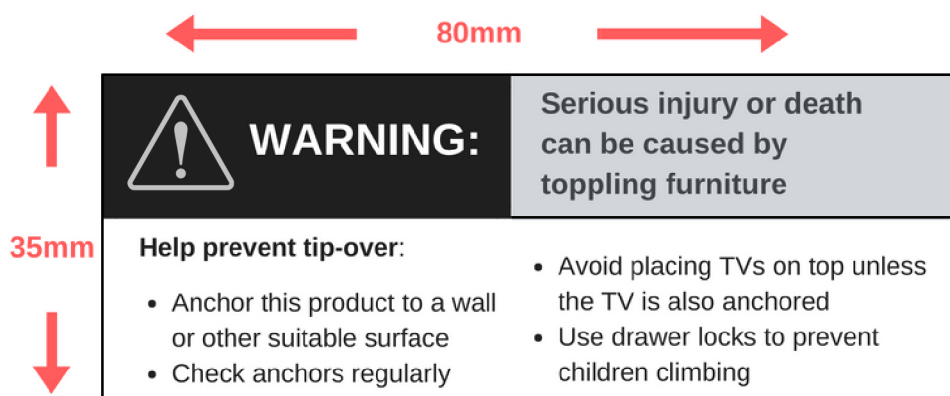 80mm
35mm
WARNING:
Serious injury or death
can be caused by
toppling furniture
Help prevent tip-over:
• Anchor this product to a wall
or other suitable surface
• Check anchors regularly
• Avoid placing TVs on top unless
the TV is also anchored
• Use drawer locks to prevent
children climbing